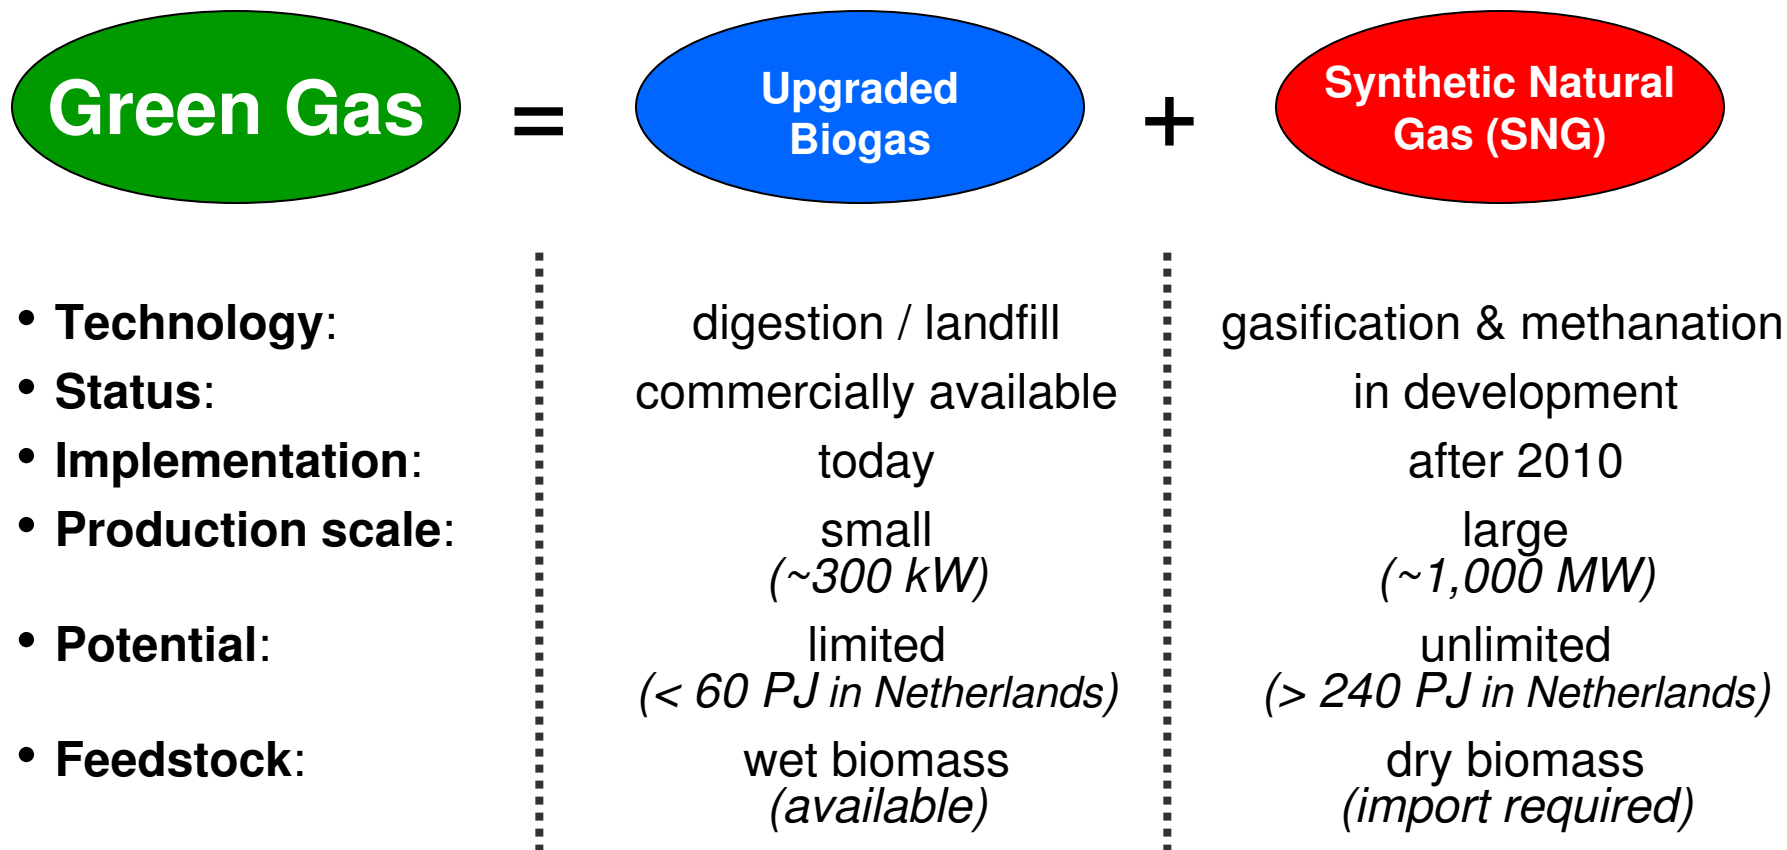 Green Gas = Upgraded Biogas + Synthetic Natural Gas (SNG)
• Technology: digestion / landfill gasification & methanation
• Status: commercially available in development
• Implementation: today after 2010
• Production scale: small large
(~300 kW) (~1,000 MW)
• Potential: limited unlimited
(< 60 PJ in Netherlands) (> 240 PJ in Netherlands)
• Feedstock: wet biomass dry biomass
(available) (import required)